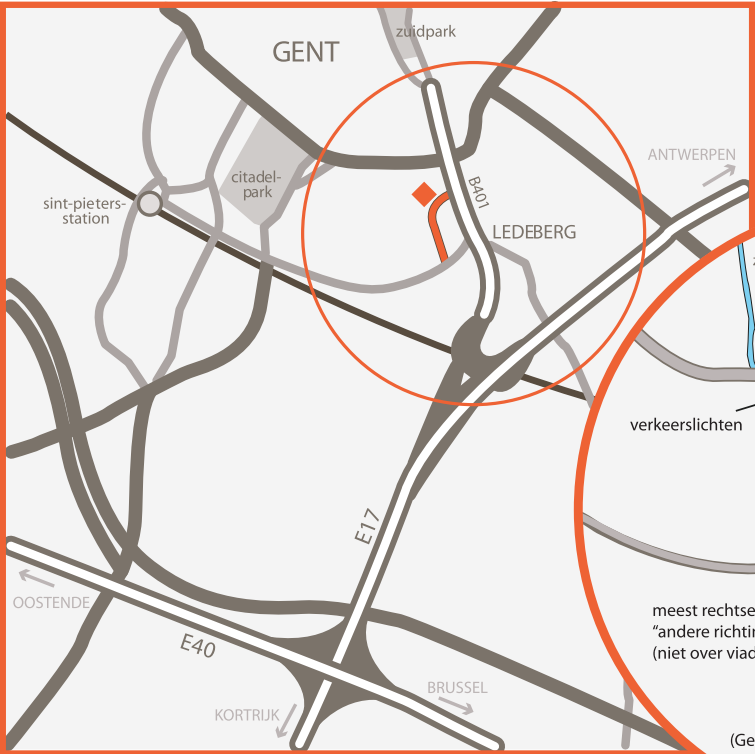 zuidpark
GENT
ANTWERPEN
citadel-
park
B401
sint-pieters-
station
LEDEBERG
verkeerslichten
E17
OOSTENDE
meest rechtse
"andere richtin
(niet over viad
E40
BRUSSEL
KORTRIJK
(Ge